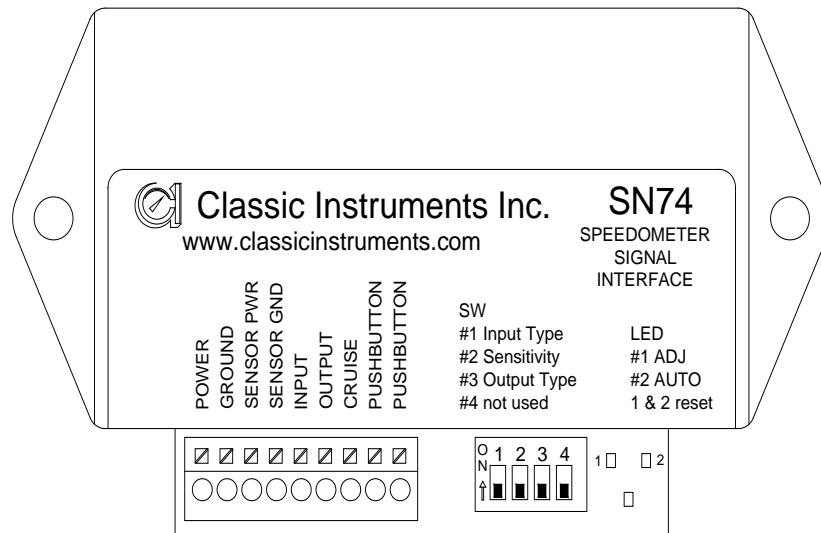 Classic Instruments Inc.
www.classicinstruments.com
SN74
SPEEDOMETER
SIGNAL
INTERFACE
POWER
GROUND
SENSOR PWR
SENSOR GND
INPUT
OUTPUT
CRUISE
PUSHBUTTON
PUSHBUTTON
SW
#1 Input Type
#2 Sensitivity
#3 Output Type
#4 not used
LED
#1 ADJ
#2 AUTO
1 & 2 reset
ON
1 2 3 4
1 2